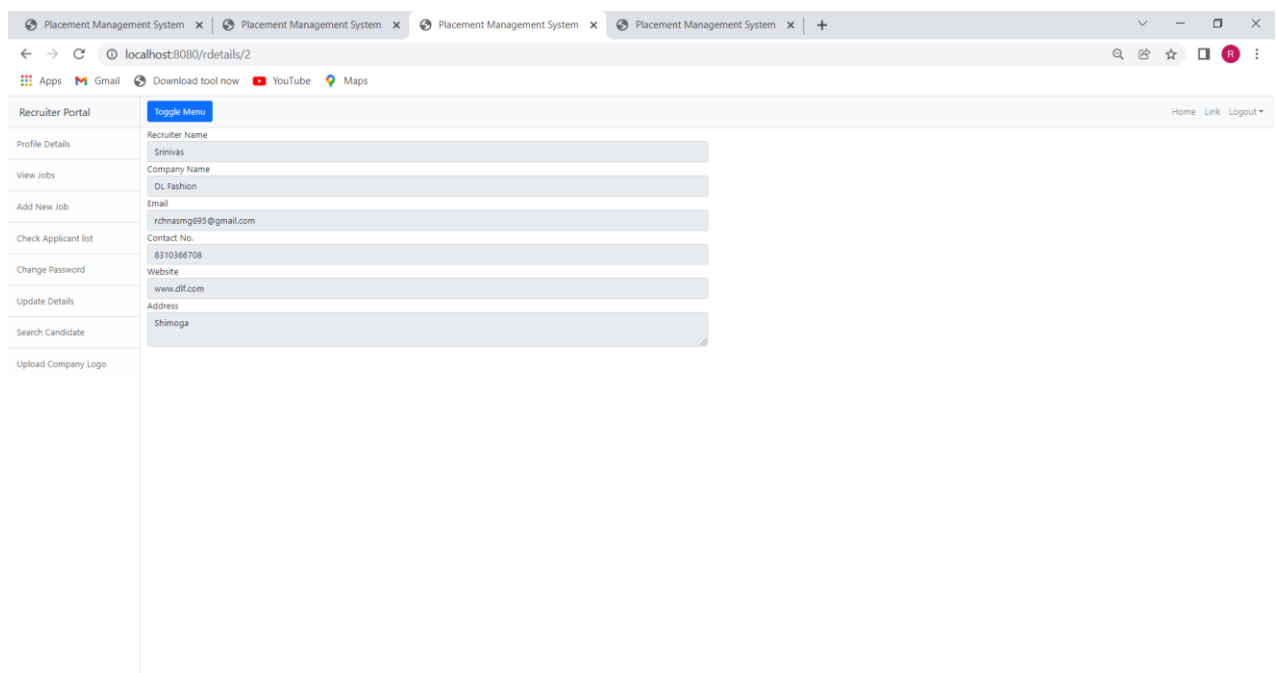 Placement Management System Placement Management System Placement Management System Placement Management System
localhost:8080/rdetails/2 R
Apps Gmail Download tool now YouTube Maps
Recruiter Portal Toggle Menu Home Link Logout
Profile Details
View Jobs
Add New Job
Check Applicant list
Change Password
Update Details
Search Candidate
Upload Company Logo
Recruiter Name
Srinivas
Company Name
DL Fashion
Email
rchnasmg695@gmail.com
Contact No.
8310366708
Website
www.dlf.com
Address
Shimoga